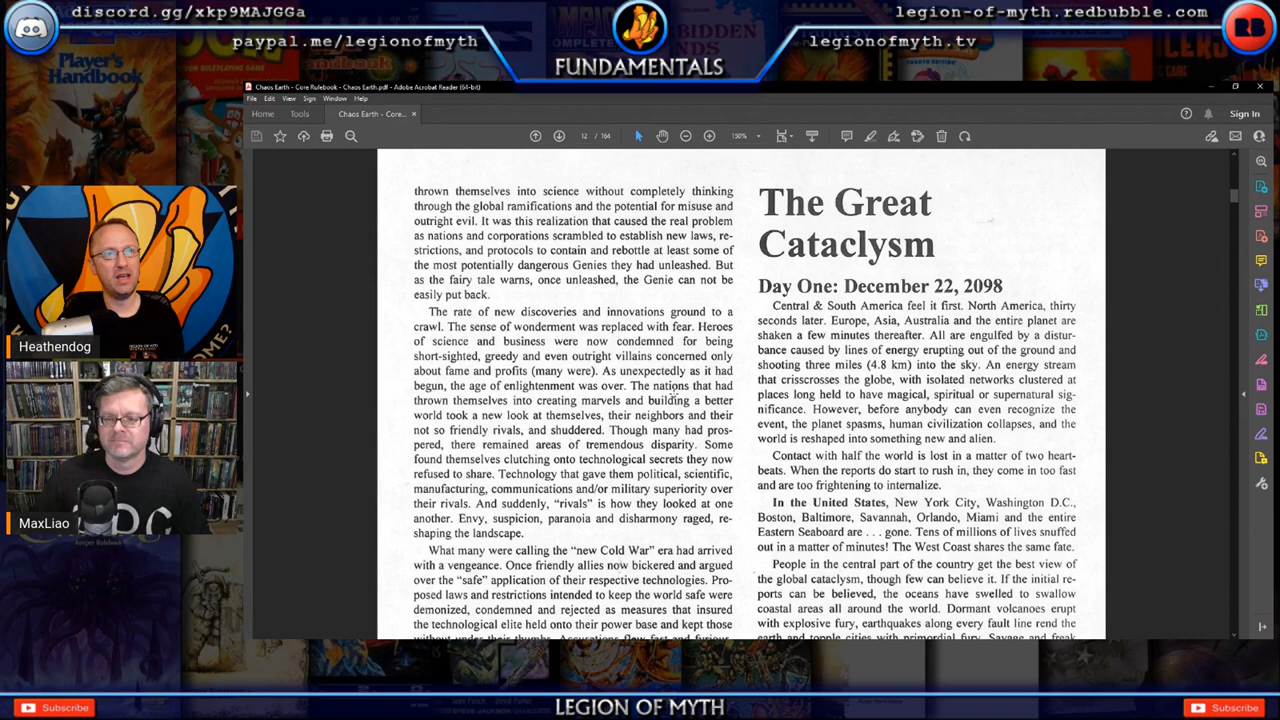 discord.gg/xkp9MAJGGa
legion-of-myth.redbubble.com
paypal.me/legionofmyth
legionofmyth.tv
FUNDAMENTALS
Player's
Handbook
Chaos Earth - Core Rulebook - Chaos Earth.pdf - Adobe Acrobat Reader (64-bit)
File Edit View Sign Window Help
Home Tools Chaos Earth - Core... × Sign In
12 / 164 150%
thrown themselves into science without completely thinking
through the global ramifications and the potential for misuse and
outright evil. It was this realization that caused the real problem
as nations and corporations scrambled to establish new laws, re-
strictions, and protocols to contain and rebottle at least some of
the most potentially dangerous Genies they had unleashed. But
as the fairy tale warns, once unleashed, the Genie can not be
easily put back.
The rate of new discoveries and innovations ground to a
crawl. The sense of wonderment was replaced with fear. Heroes
of science and business were now condemned for being
short-sighted, greedy and even outright villains concerned only
about fame and profits (many were). As unexpectedly as it had
begun, the age of enlightenment was over. The nations that had
thrown themselves into creating marvels and building a better
world took a new look at themselves, their neighbors and their
not so friendly rivals, and shuddered. Though many had pros-
pered, there remained areas of tremendous disparity. Some
found themselves clutching onto technological secrets they now
refused to share. Technology that gave them political, scientific,
manufacturing, communications and/or military superiority over
their rivals. And suddenly, "rivals" is how they looked at one
another. Envy, suspicion, paranoia and disharmony raged, re-
shaping the landscape.
What many were calling the "new Cold War" era had arrived
with a vengeance. Once friendly allies now bickered and argued
over the "safe" application of their respective technologies. Pro-
posed laws and restrictions intended to keep the world safe were
demonized, condemned and rejected as measures that insured
the technological elite held onto their power base and kept those
without under their thumbs. Accusations flew fast and furious.
The Great
Cataclysm
Day One: December 22, 2098
Central & South America feel it first. North America, thirty
seconds later. Europe, Asia, Australia and the entire planet are
shaken a few minutes thereafter. All are engulfed by a distur-
bance caused by lines of energy erupting out of the ground and
shooting three miles (4.8 km) into the sky. An energy stream
that crisscrosses the globe, with isolated networks clustered at
places long held to have magical, spiritual or supernatural sig-
nificance. However, before anybody can even recognize the
event, the planet spasms, human civilization collapses, and the
world is reshaped into something new and alien.
Contact with half the world is lost in a matter of two heart-
beats. When the reports do start to rush in, they come in too fast
and are too frightening to internalize.
In the United States, New York City, Washington D.C.,
Boston, Baltimore, Savannah, Orlando, Miami and the entire
Eastern Seaboard are . . . gone. Tens of millions of lives snuffed
out in a matter of minutes! The West Coast shares the same fate.
People in the central part of the country get the best view of
the global cataclysm, though few can believe it. If the initial re-
ports can be believed, the oceans have swelled to swallow
coastal areas all around the world. Dormant volcanoes erupt
with explosive fury, earthquakes along every fault line rend the
earth and topple cities with primordial fury. Savage and freak
Heathendog
MaxLiao
Subscribe
LEGION OF MYTH
Subscribe